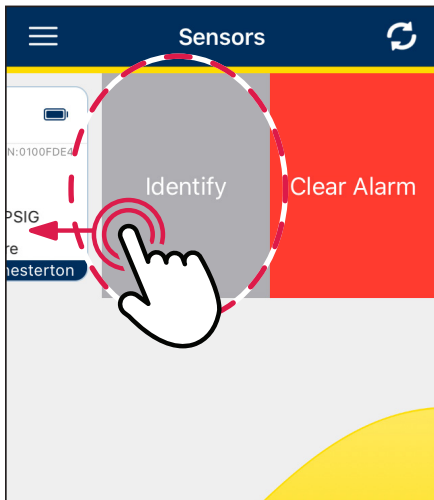 Sensors
N:0100FDE4
Identify
Clear Alarm
PSIG
re
nesterton